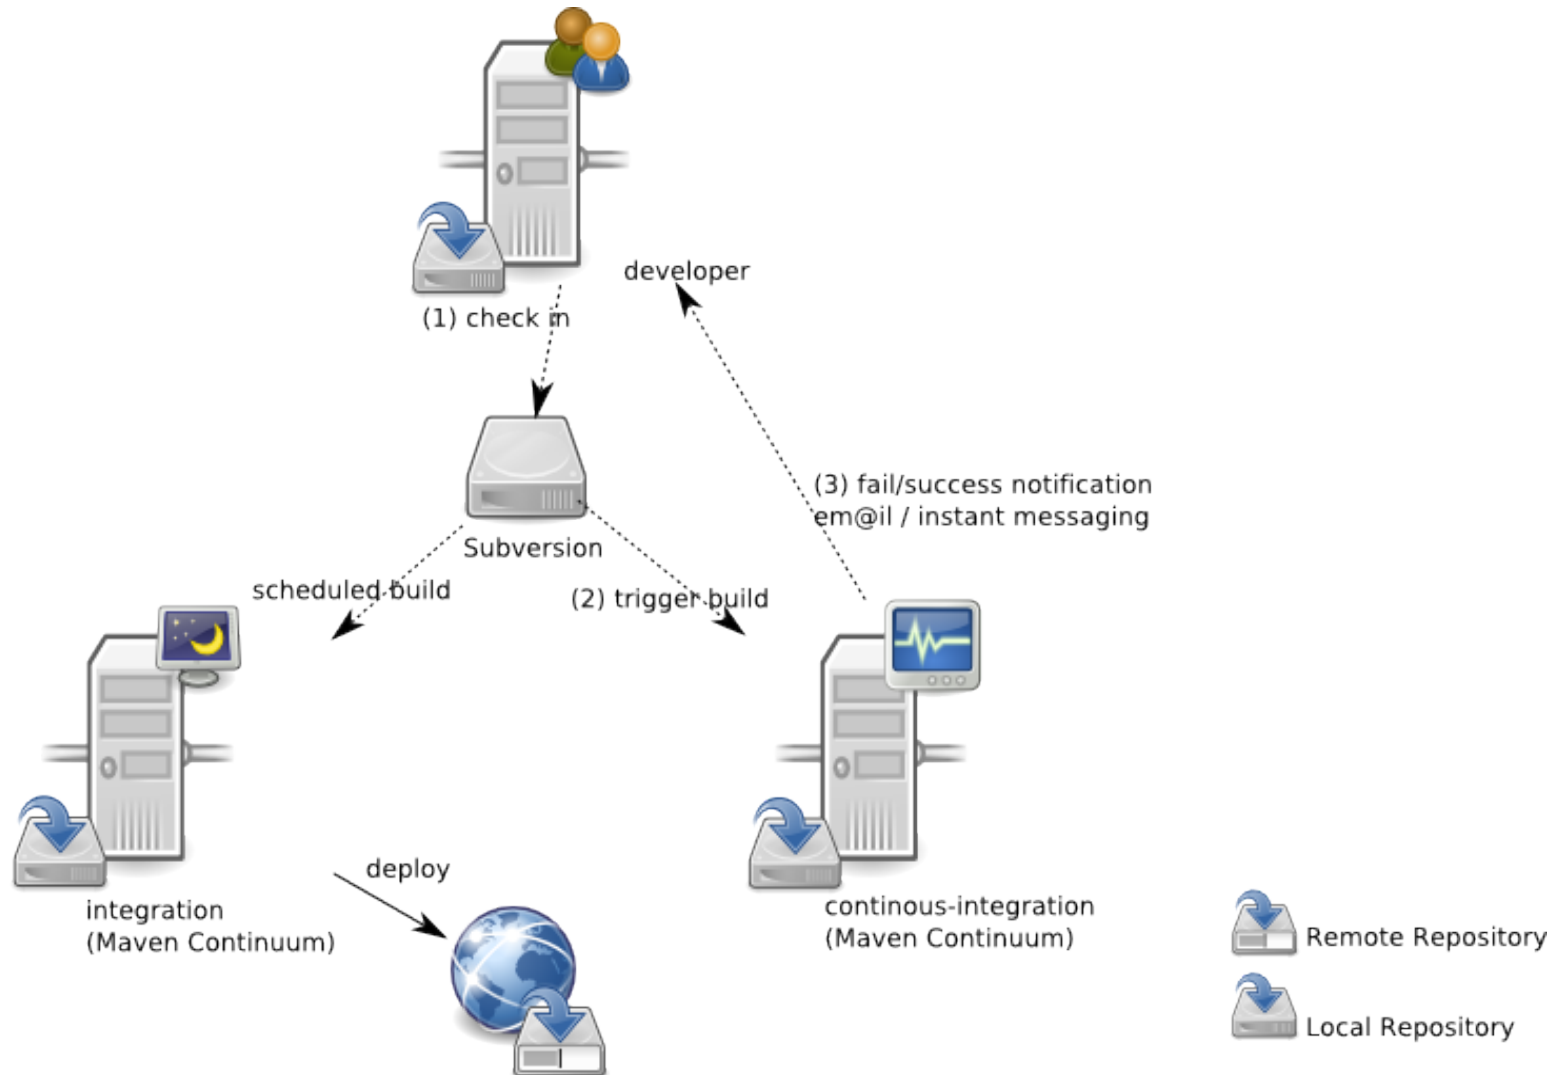 developer
(1) check in
(3) fail/success notification
em@il / instant messaging
Subversion
scheduled build
(2) trigger build
deploy
integration
(Maven Continuum)
continous-integration
(Maven Continuum)
Remote Repository
Local Repository